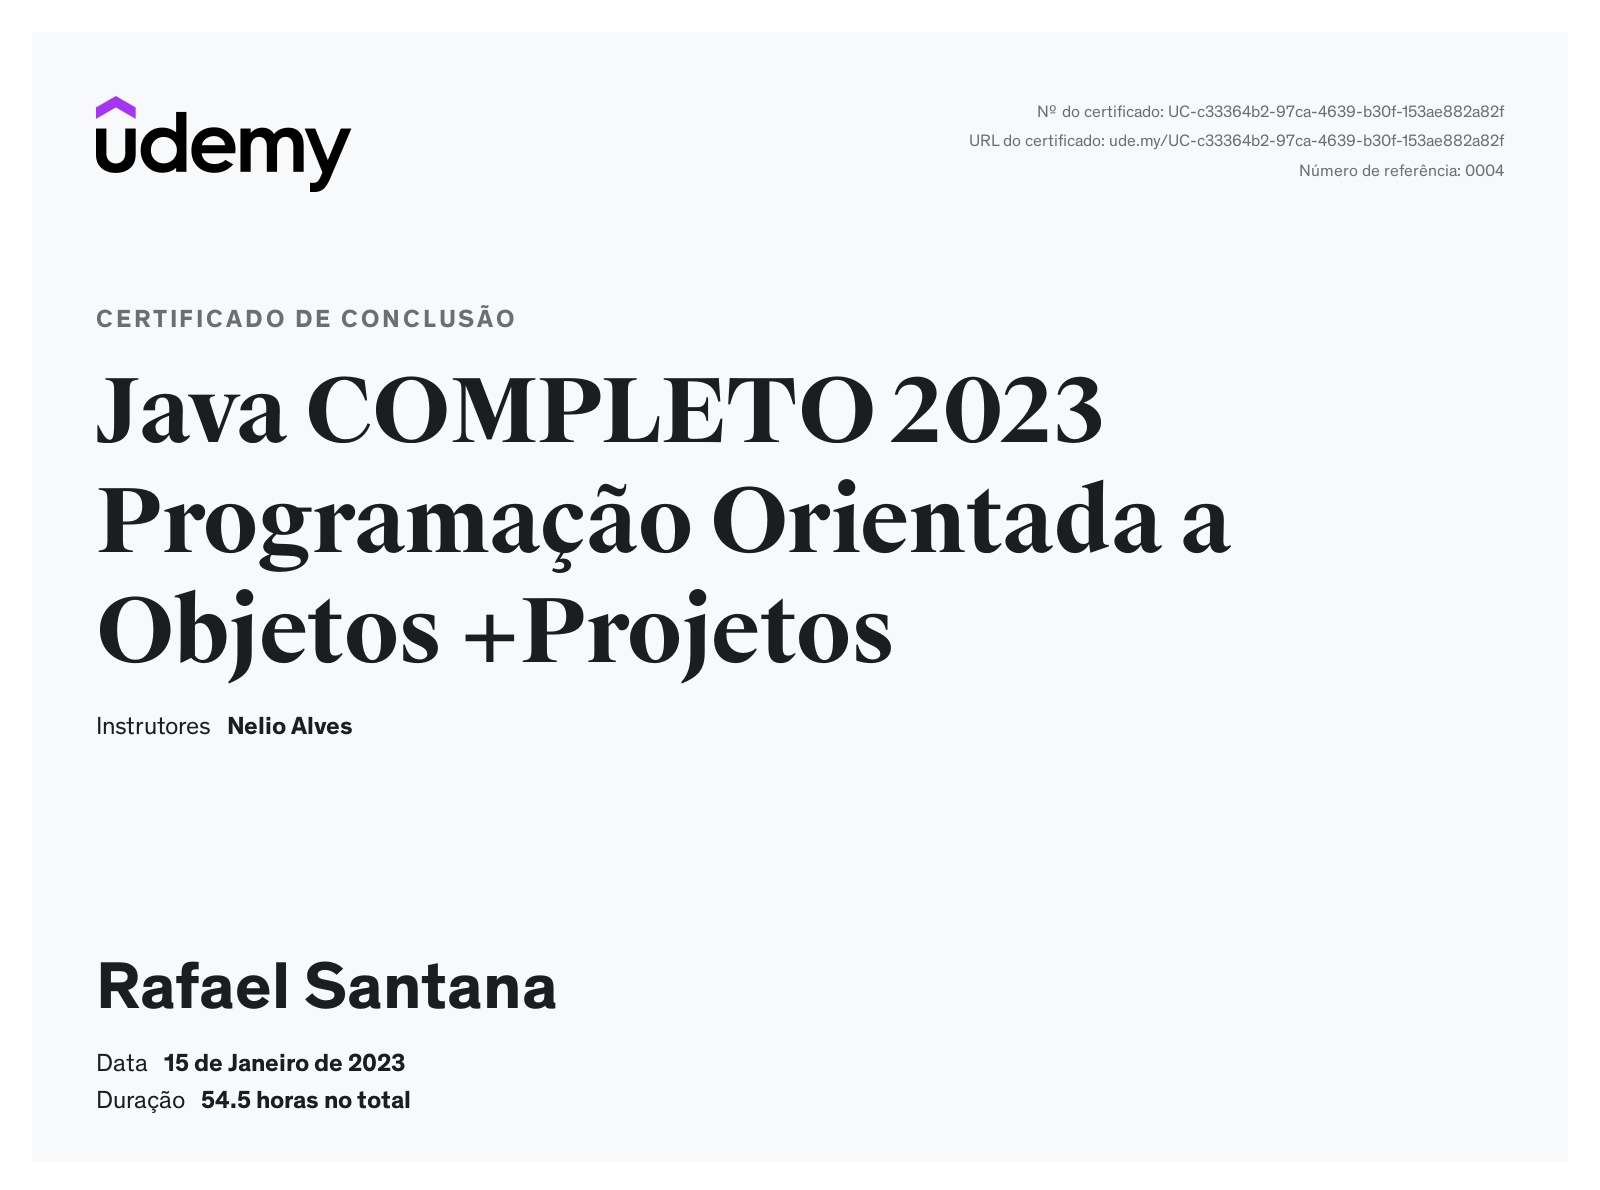 udemy
Nº do certificado: UC-c33364b2-97ca-4639-b30f-153ae882a82f
URL do certificado: ude.my/UC-c33364b2-97ca-4639-b30f-153ae882a82f
Número de referência: 0004
CERTIFICADO DE CONCLUSÃO
Java COMPLETO 2023
Programação Orientada a
Objetos +Projetos
Instrutores Nelio Alves
Rafael Santana
Data 15 de Janeiro de 2023
Duração 54.5 horas no total